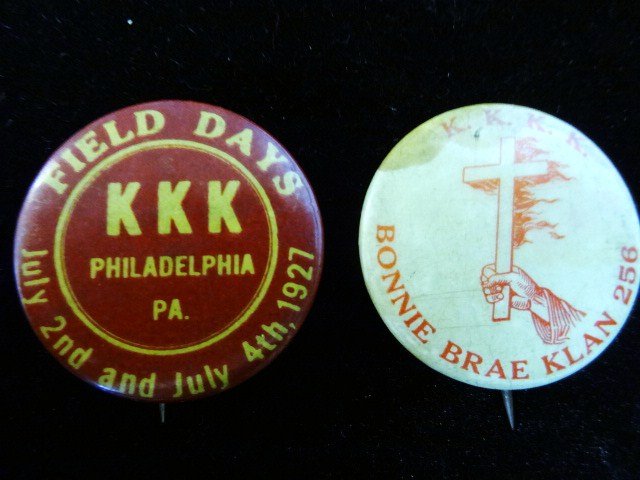 FIELD DAYS
KKK
PHILADELPHIA
PA.
July 2nd and July 4th, 1927
K. K. K. K.
BONNIE BRAE KLAN 256